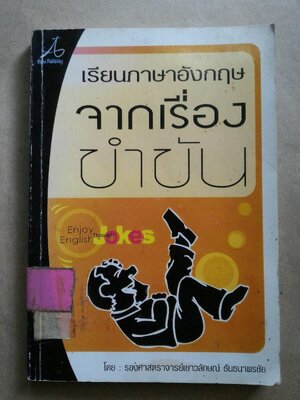 เรียนภาษาอังกฤษ
จากเรื่อง
ขำขัน
Enjoy
English Through Jokes
โดย : รองศาสตราจารย์เยาวลักษณ์ ยิ้นธนาพรชัย